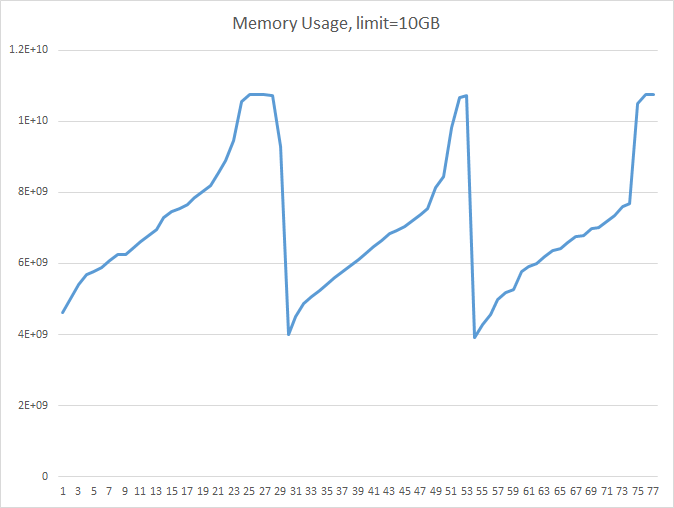 Memory Usage, limit=10GB
1.2E+10
1E+10
8E+09
6E+09
4E+09
2E+09
0
1 3 5 7 9 11 13 15 17 19 21 23 25 27 29 31 33 35 37 39 41 43 45 47 49 51 53 55 57 59 61 63 65 67 69 71 73 75 77